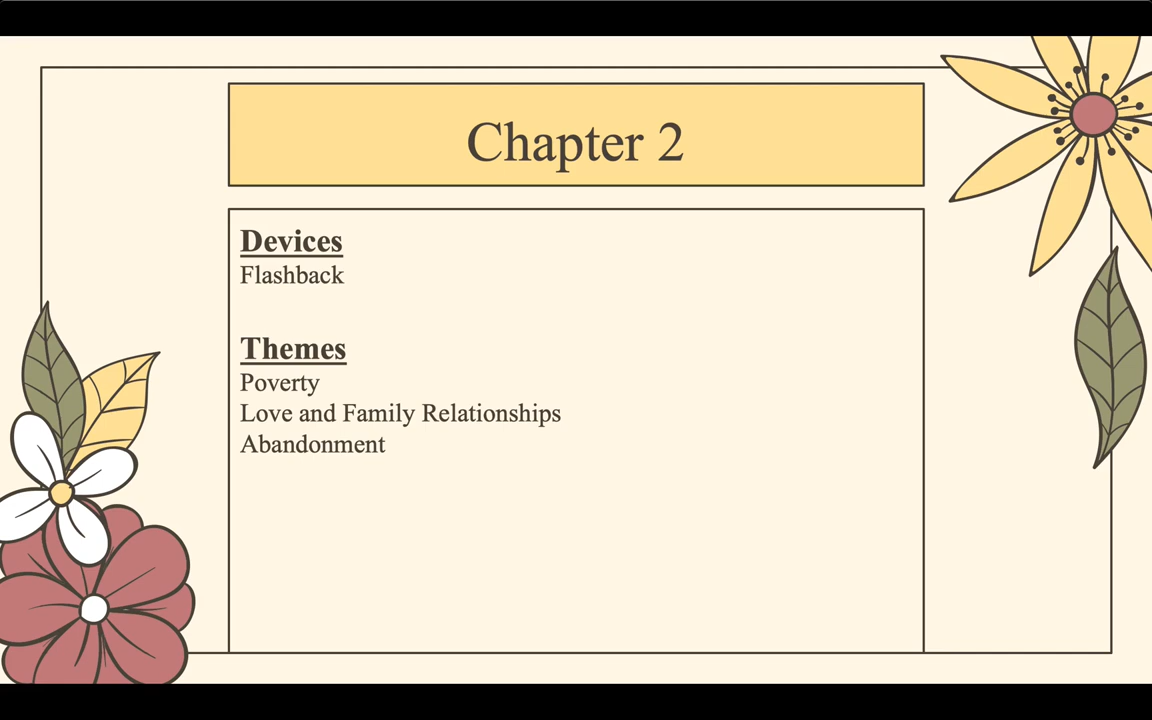 Chapter 2
Devices
Flashback
Themes
Poverty
Love and Family Relationships
Abandonment